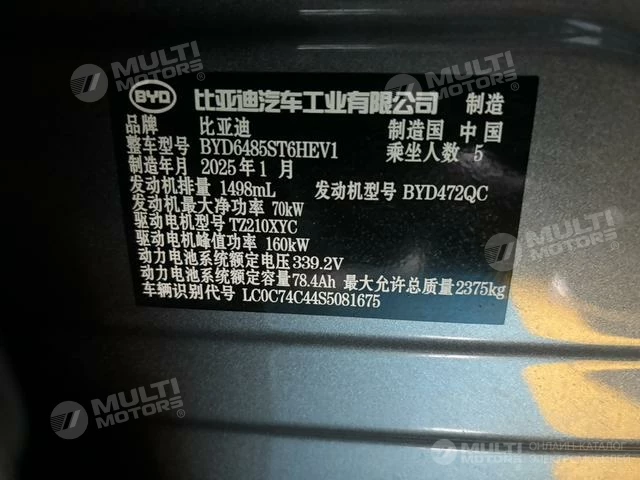 BYD 比亚迪汽车工业有限公司 制造
品牌 比亚迪 制造国 中国
整车型号 BYD6485ST6HEV1 乘坐人数 5
制造年月 2025年1月
发动机排量 1498mL 发动机型号 BYD472QC
发动机最大净功率 70kW
驱动电机型号 TZ210XYC
驱动电机峰值功率 160kW
动力电池系统额定电压 339.2V
动力电池系统额定容量 78.4Ah 最大允许总质量 2375kg
车辆识别代号 LC0C74C44S5081675
MULTI MOTORS®
MULTI MOTORS®
MULTI MOTORS®
MULTI MOTORS®
MULTI MOTORS®
MULTI MOTORS
ОНЛАЙН-КАТАЛОГ